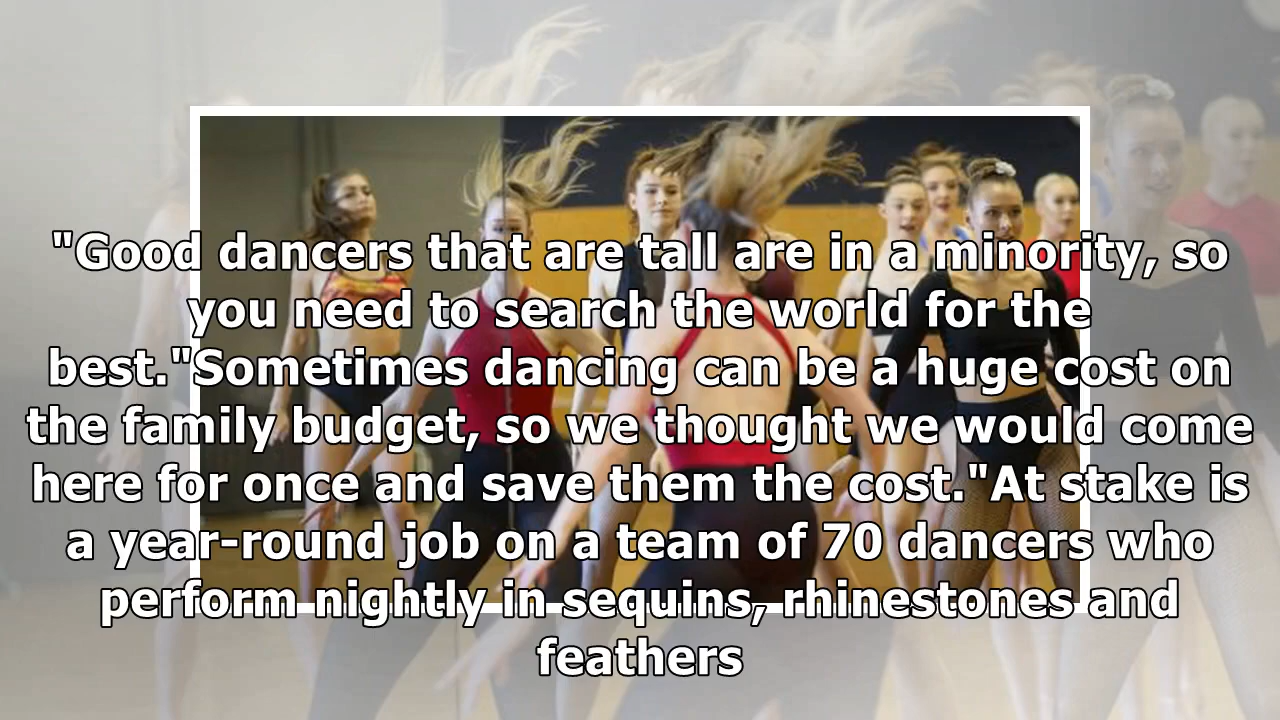 "Good dancers that are tall are in a minority, so
you need to search the world for the
best."Sometimes dancing can be a huge cost on
the family budget, so we thought we would come
here for once and save them the cost."At stake is
a year-round job on a team of 70 dancers who
perform nightly in sequins, rhinestones and
feathers